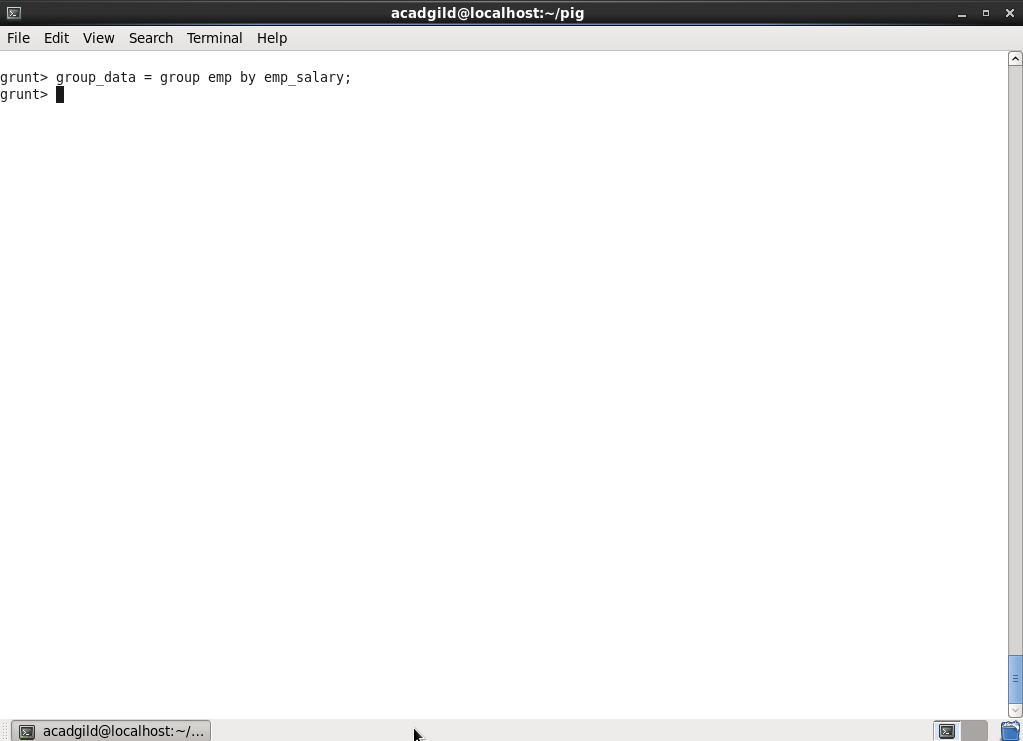 acadgild@localhost:~/pig
File Edit View Search Terminal Help
grunt> group_data = group emp by emp_salary;
grunt>
acadgild@localhost:~/...